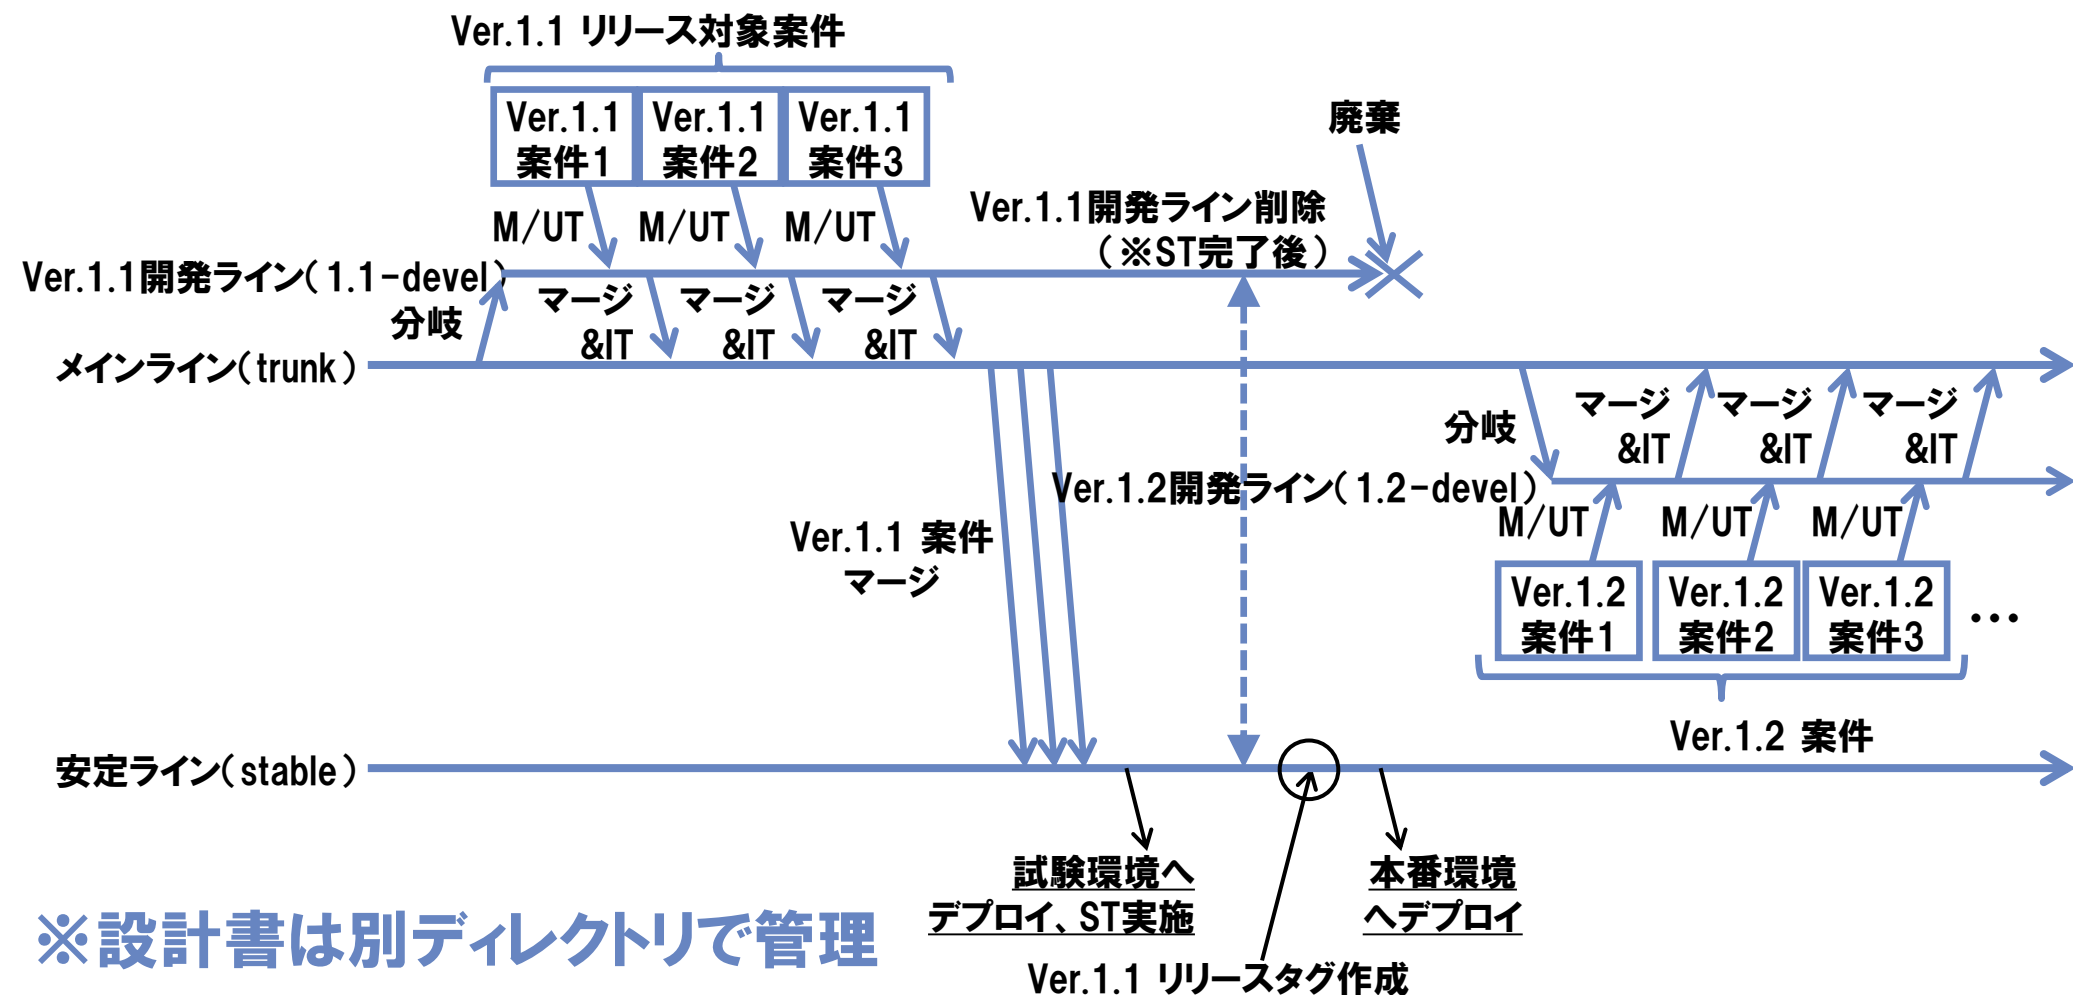 Ver.1.1 リリース対象案件
Ver.1.1
案件1
Ver.1.1
案件2
Ver.1.1
案件3
廃棄
M/UT
M/UT
M/UT
Ver.1.1開発ライン削除
(※ST完了後)
Ver.1.1開発ライン(1.1-devel)
分岐
マージ
&IT
マージ
&IT
マージ
&IT
メインライン(trunk)
分岐
マージ
&IT
マージ
&IT
マージ
&IT
Ver.1.2開発ライン(1.2-devel)
M/UT
M/UT
M/UT
Ver.1.1 案件
マージ
Ver.1.2
案件1
Ver.1.2
案件2
Ver.1.2
案件3
…
Ver.1.2 案件
安定ライン(stable)
試験環境へ
デプロイ、ST実施
本番環境
へデプロイ
※設計書は別ディレクトリで管理
Ver.1.1 リリースタグ作成